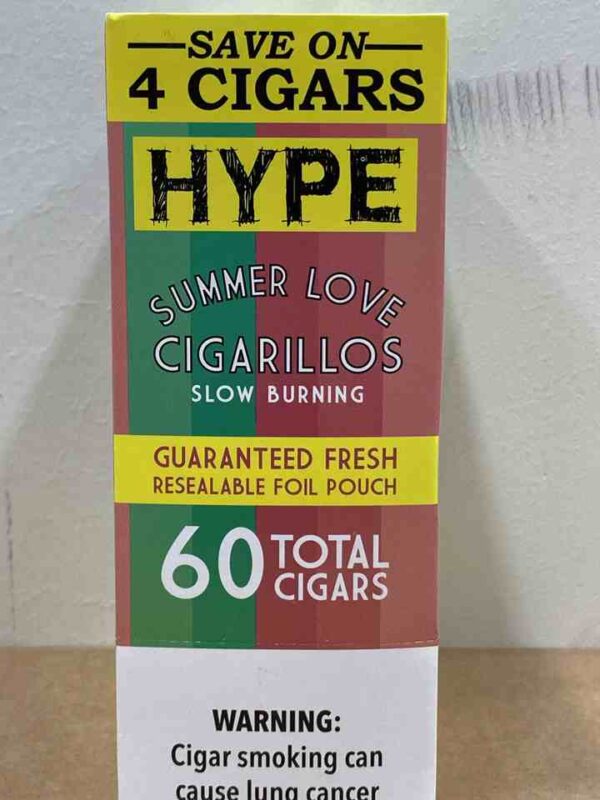 SAVE ON
4 CIGARS
HYPE
SUMMER LOVE
CIGARILLOS
SLOW BURNING
GUARANTEED FRESH
RESEALABLE FOIL POUCH
60 TOTAL
CIGARS
WARNING:
Cigar smoking can
cause lung cancer